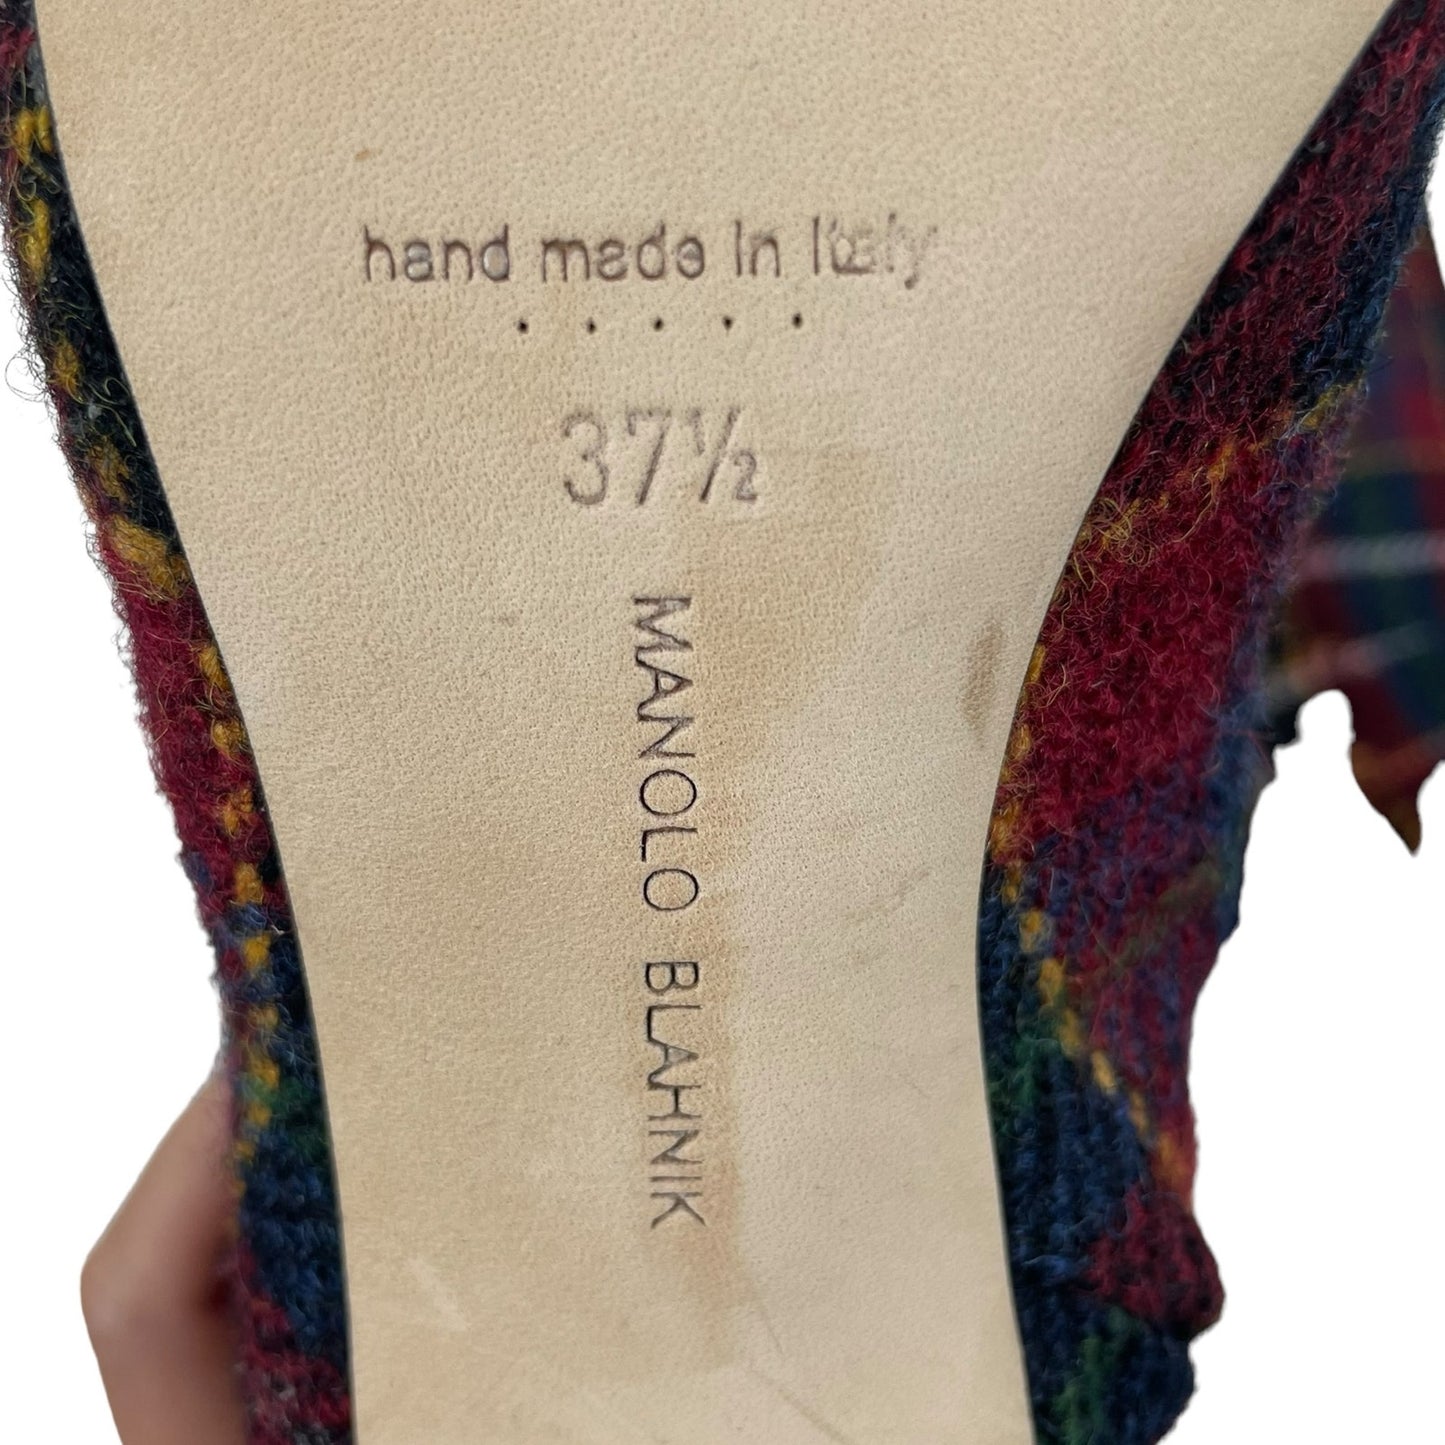 hand made in Italy
37½
MANOLO BLAHNIK